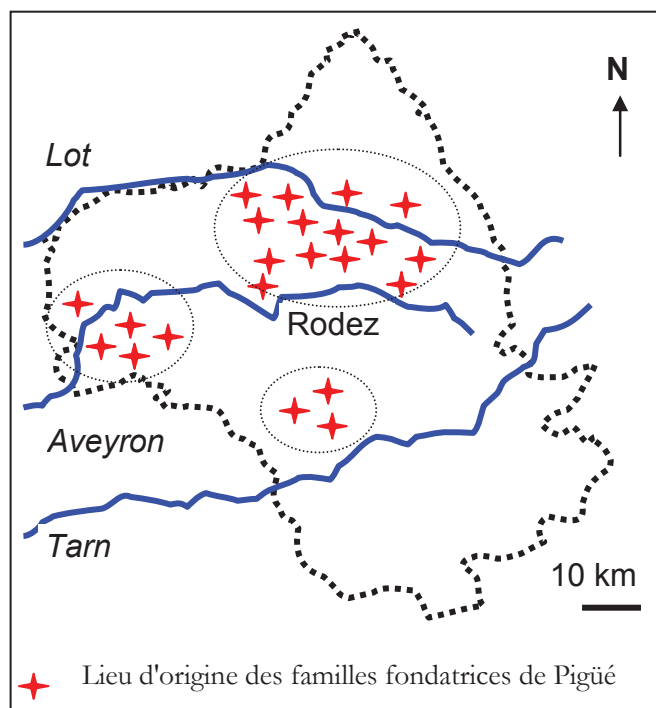 N
Lot
Rodez
Aveyron
Tarn
10 km
Lieu d'origine des familles fondatrices de Pigüé